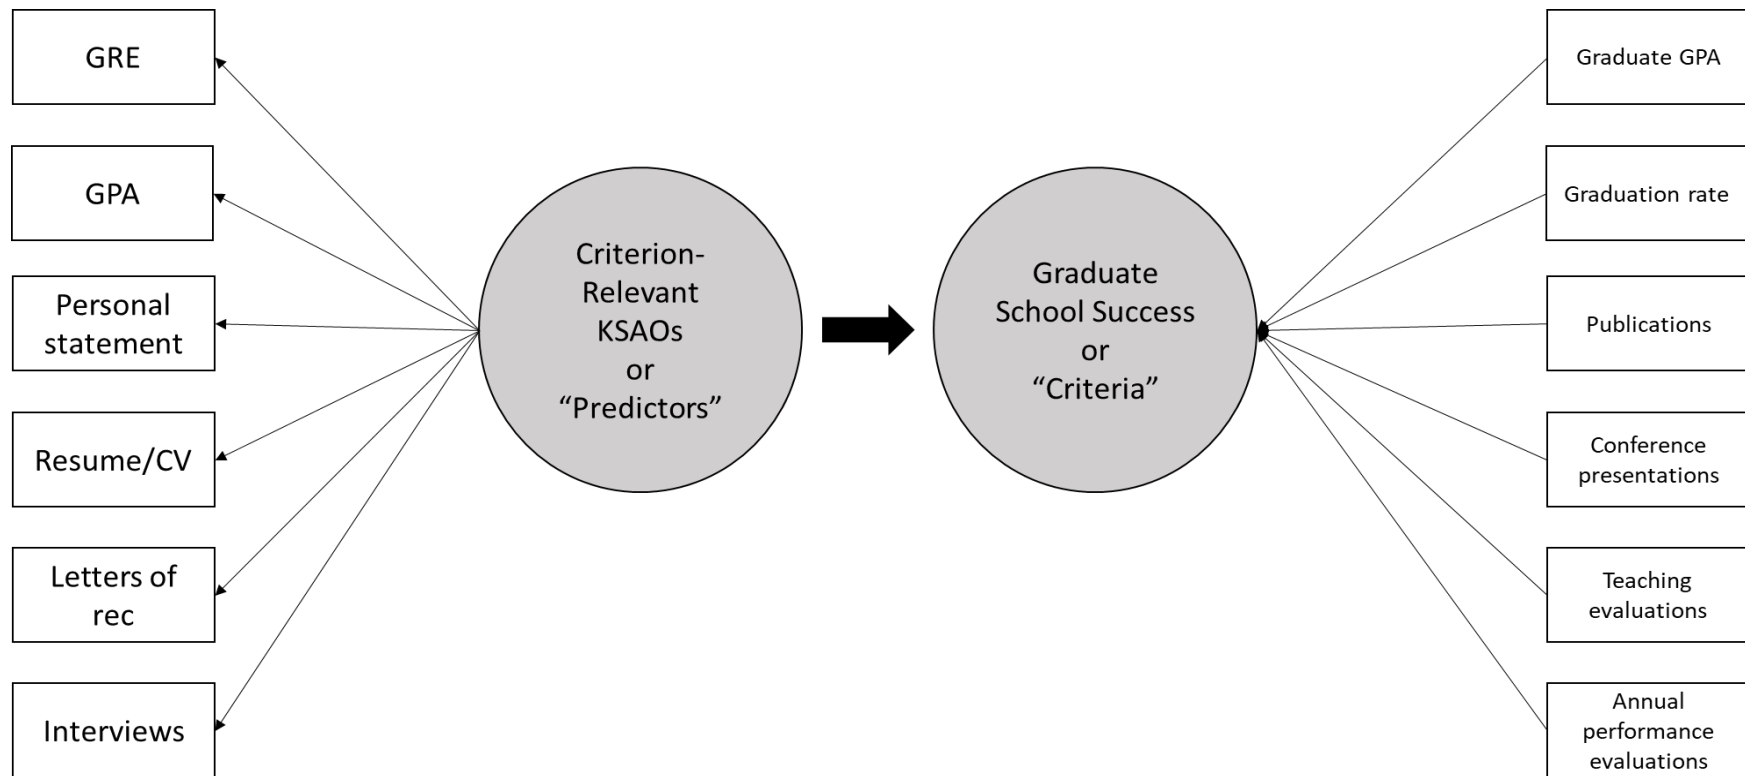 GRE
GPA
Personal
statement
Resume/CV
Letters of
rec
Interviews
Criterion-
Relevant
KSAOs
or
“Predictors”
Graduate
School Success
or
“Criteria”
Graduate GPA
Graduation rate
Publications
Conference
presentations
Teaching
evaluations
Annual
performance
evaluations